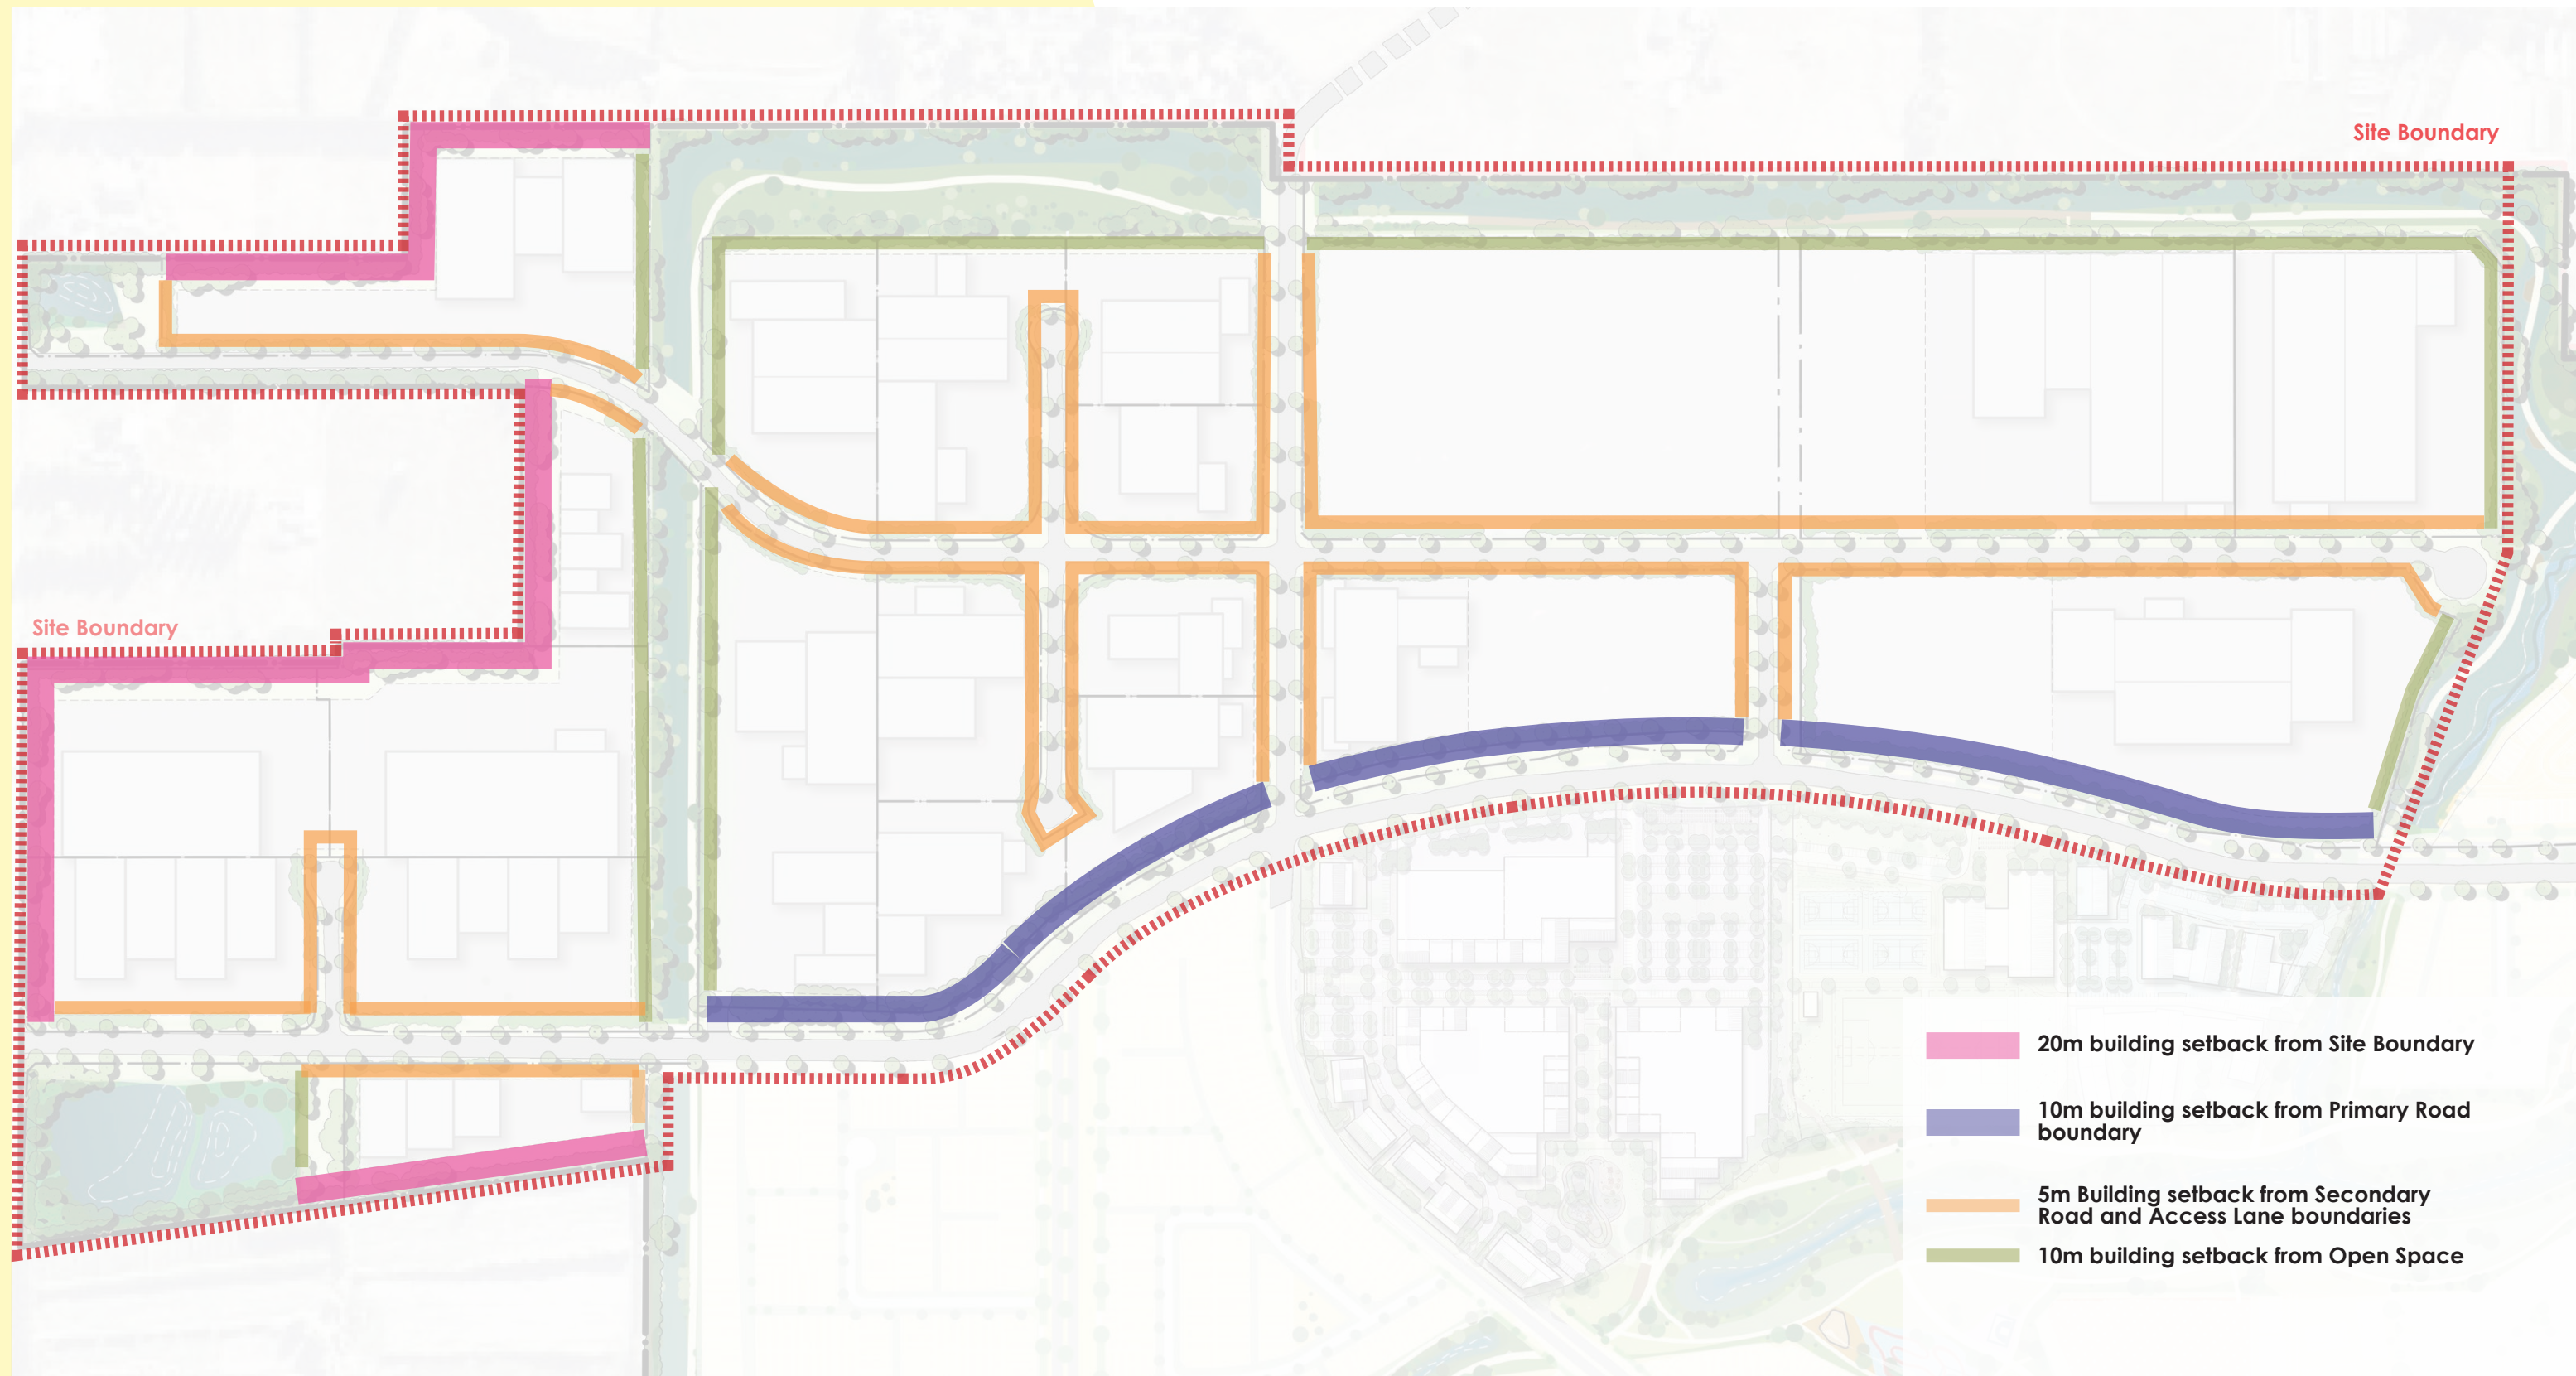 Site Boundary
Site Boundary
20m building setback from Site Boundary
10m building setback from Primary Road
boundary
5m Building setback from Secondary
Road and Access Lane boundaries
10m building setback from Open Space